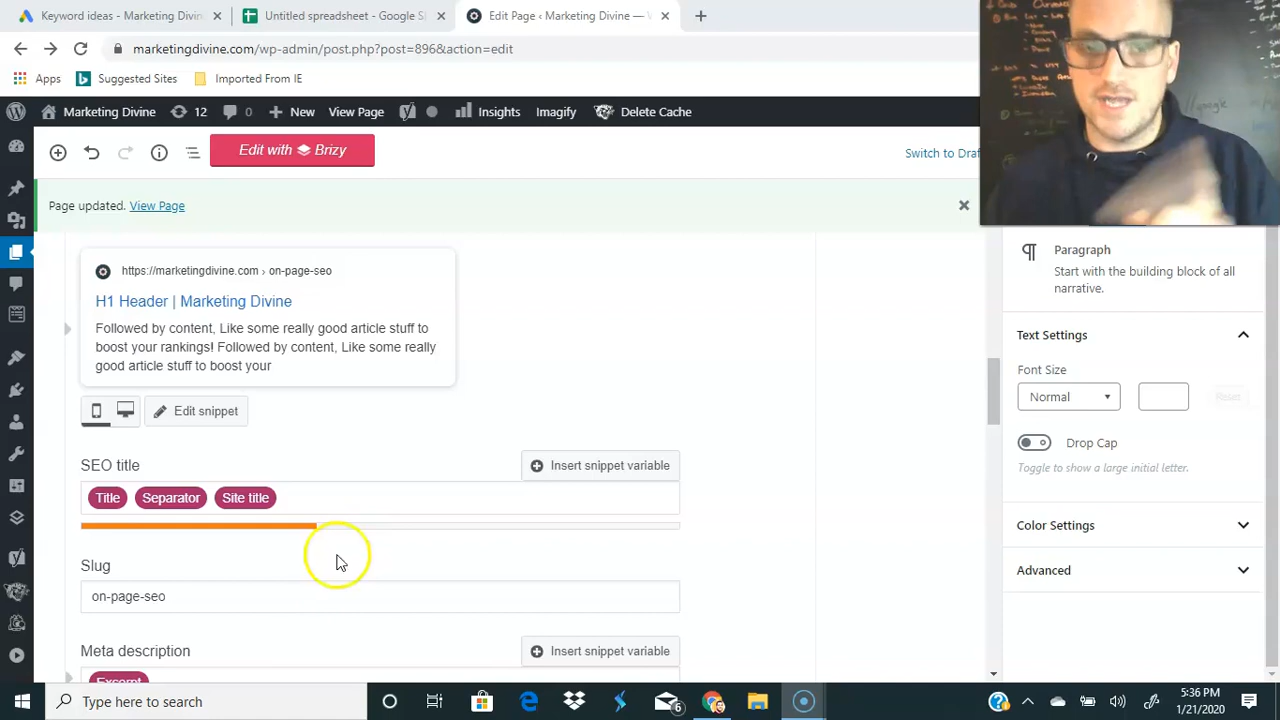 Keyword ideas - Marketing Divin
Untitled spreadsheet - Google S
Edit Page ‹ Marketing Divine —
marketingdivine.com/wp-admin/post.php?post=896&action=edit
Apps
Suggested Sites
Imported From IE
Marketing Divine
12
0
New
View Page
Insights
Imagify
Delete Cache
Edit with Brizy
Switch to Draf
Page updated. View Page
https://marketingdivine.com › on-page-seo
H1 Header | Marketing Divine
Followed by content, Like some really good article stuff to
boost your rankings! Followed by content, Like some really
good article stuff to boost your
Edit snippet
SEO title
Insert snippet variable
Title
Separator
Site title
Slug
on-page-seo
Meta description
Insert snippet variable
Excerpt
Paragraph
Start with the building block of all
narrative.
Text Settings
Font Size
Normal
Reset
Drop Cap
Toggle to show a large initial letter.
Color Settings
Advanced
Type here to search
6
5:36 PM
1/21/2020